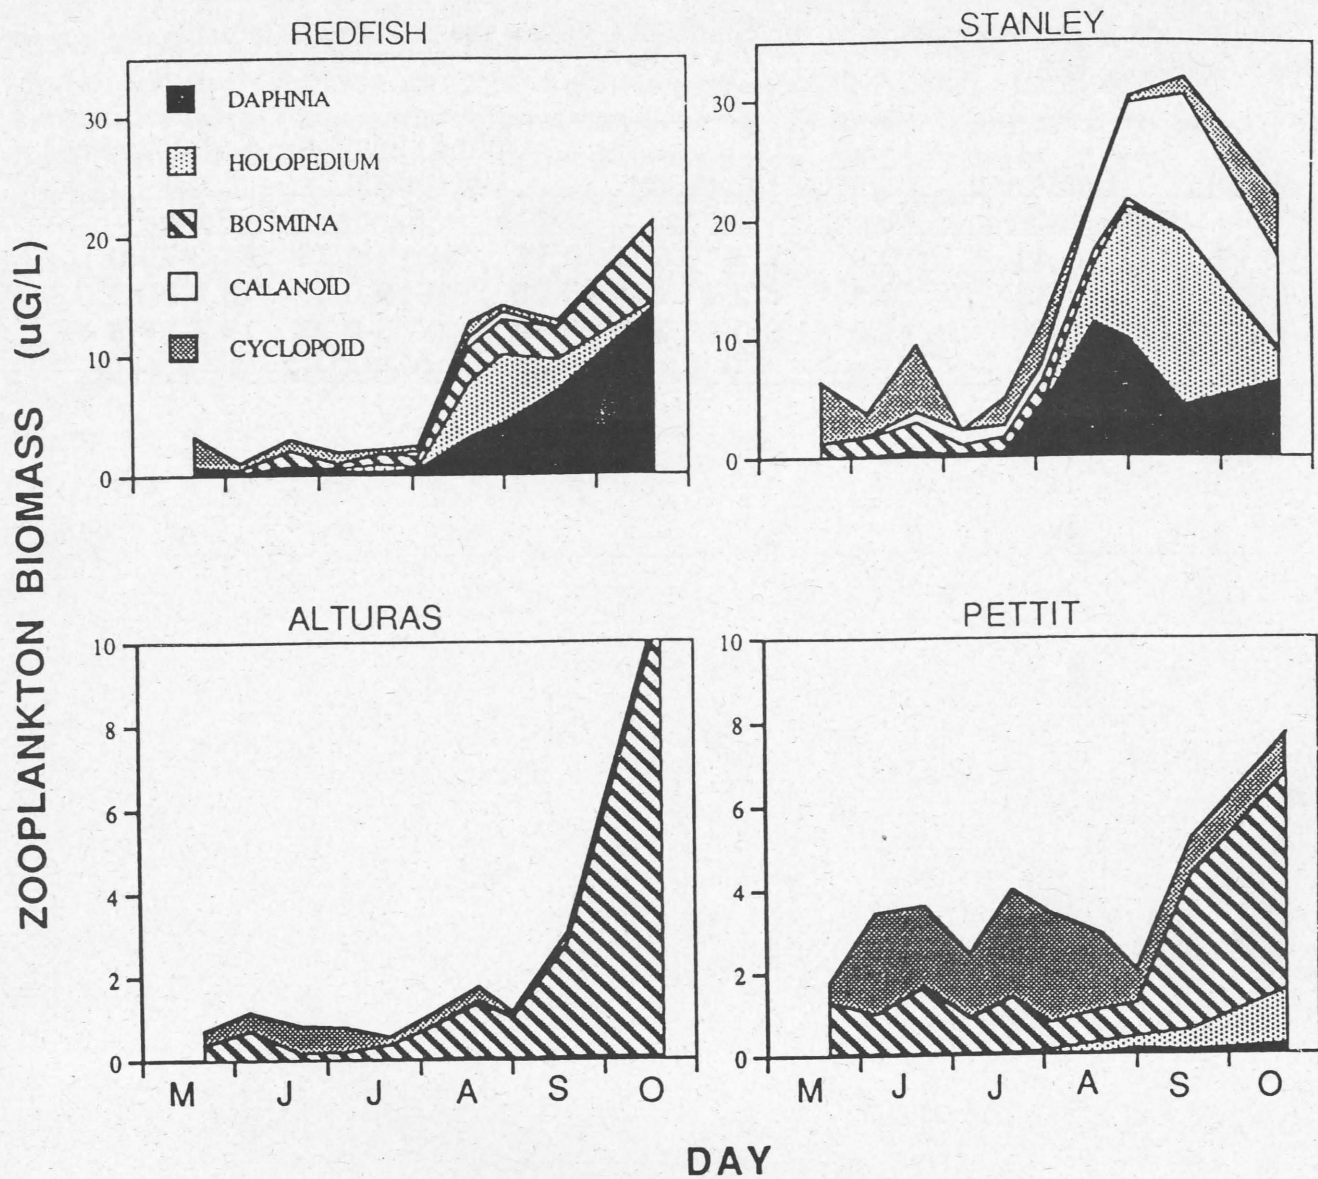 REDFISH
STANLEY
DAPHNIA
HOLOPEDIUM
BOSMINA
CALANOID
CYCLOPOID
30
20
10
0
30
20
10
0
ZOOPLANKTON BIOMASS (uG/L)
ALTURAS
PETTIT
10
8
6
4
2
0
10
8
6
4
2
0
M J J A S O
M J J A S O
DAY